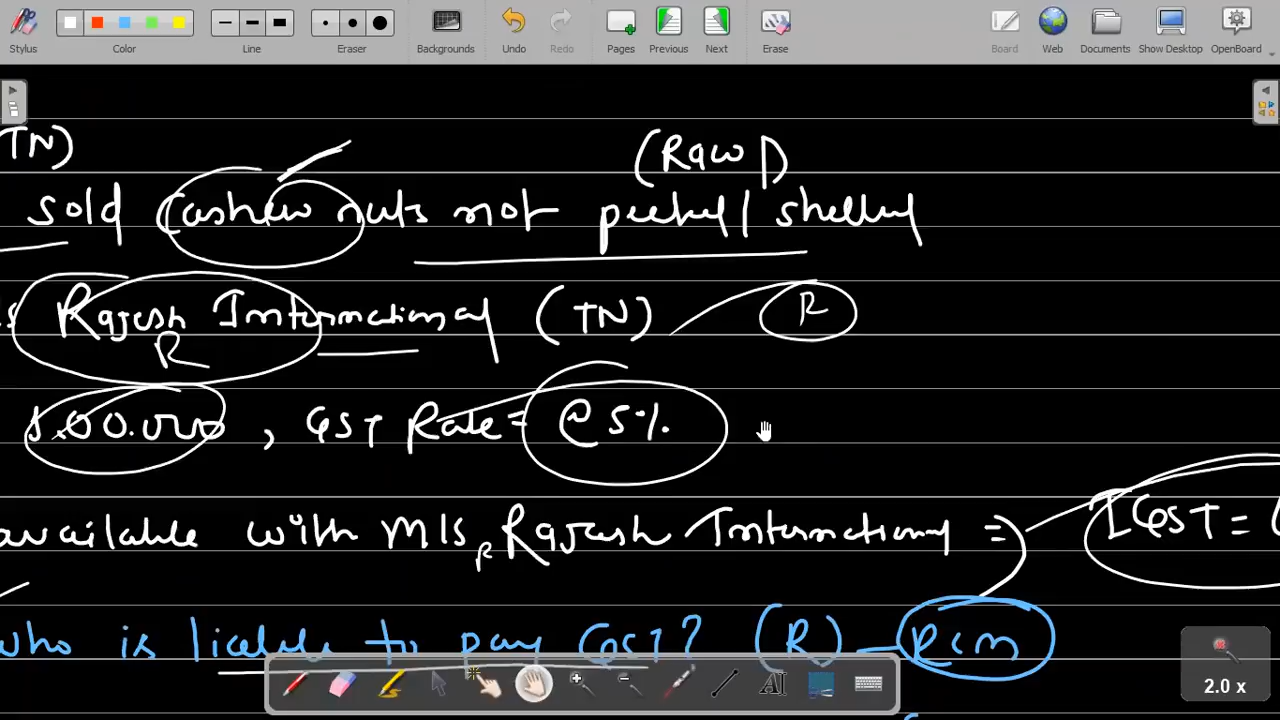 Stylus Color Line Eraser Backgrounds Undo Redo Pages Previous Next Erase Board Web Documents Show Desktop OpenBoard
TN) (Raw)
sold Cashew nuts not peeled/shelled
Rajesh International (TN) R
R
, GST Rate = @ 5%
available with M/s Rajesh International => IGST =
R
who is liable to pay GST? (R) - RCM
2.0 x